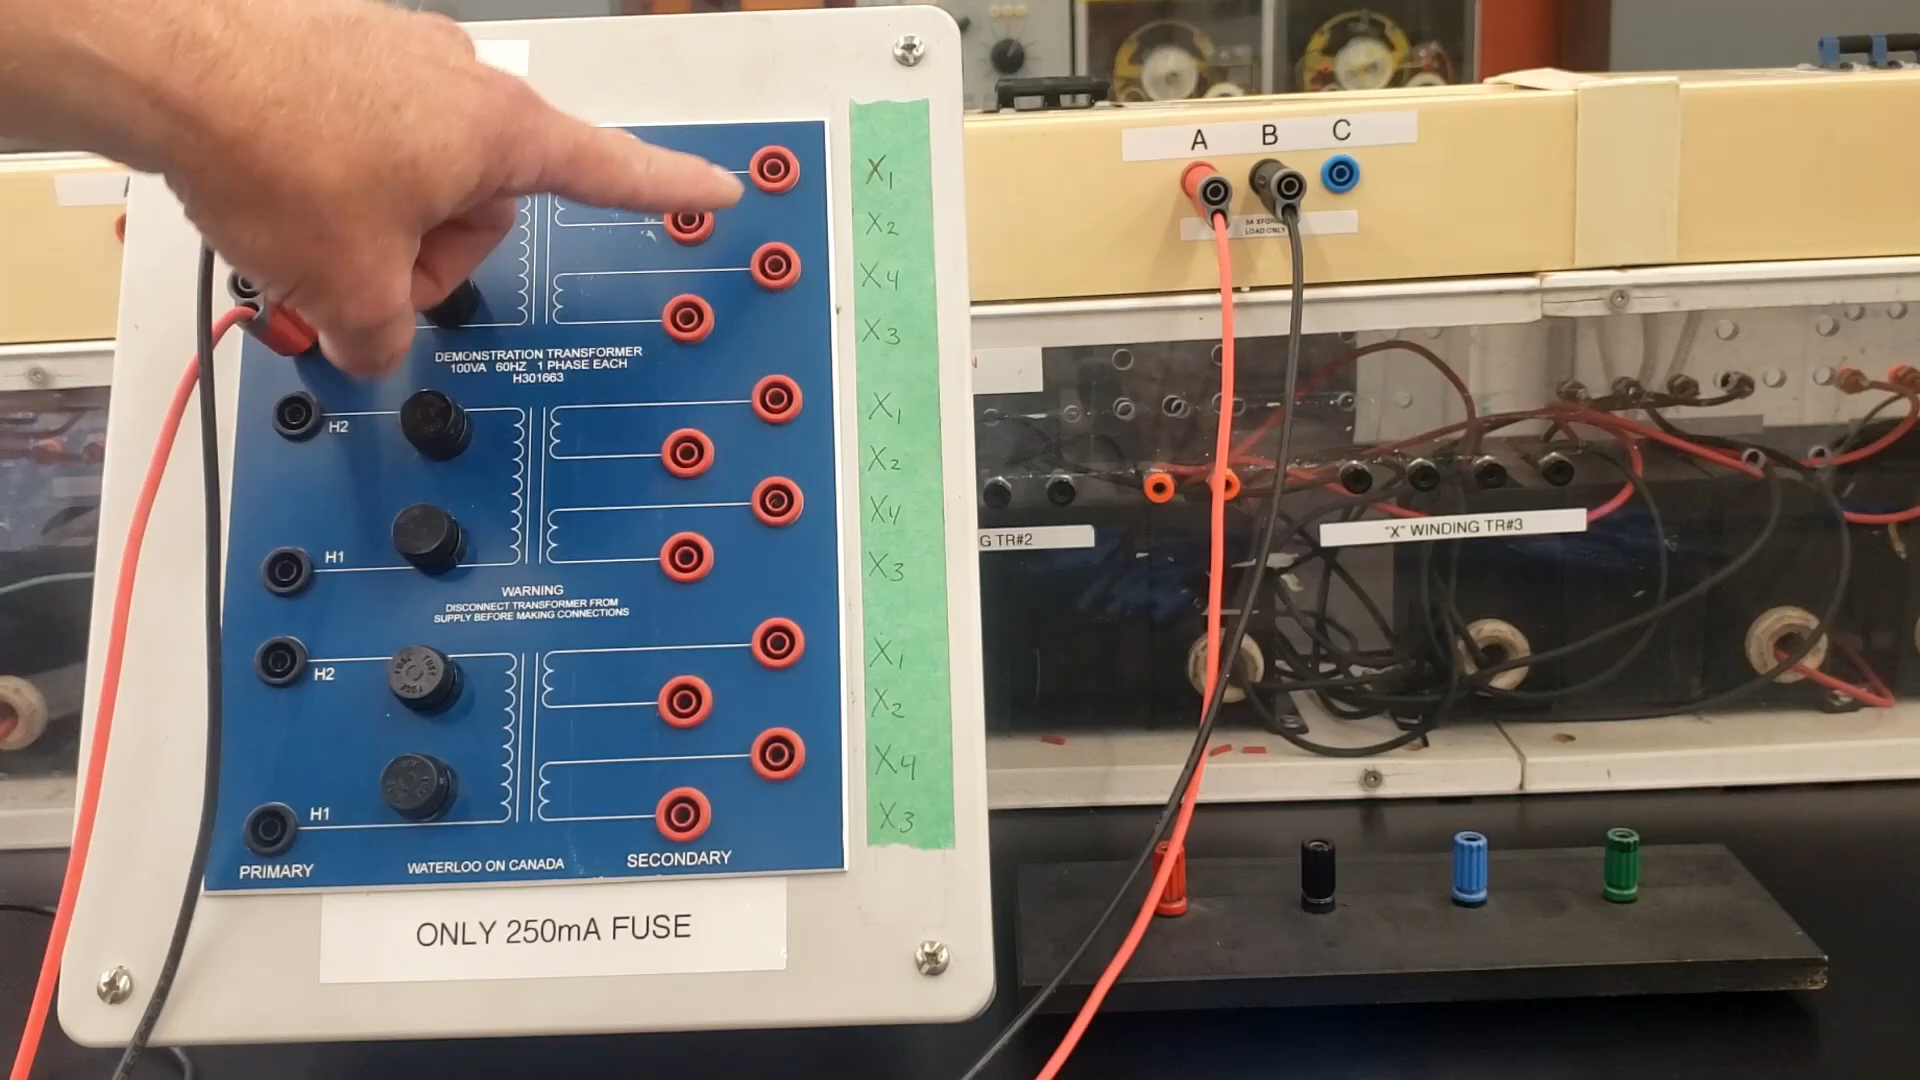 A B C
LOAD ONLY
X1
X2
X4
X3
DEMONSTRATION TRANSFORMER
100VA 60HZ 1 PHASE EACH
H301663
H2
X1
X2
X4
H1
X3
WARNING
DISCONNECT TRANSFORMER FROM
SUPPLY BEFORE MAKING CONNECTIONS
H2
X1
X2
X4
H1
X3
PRIMARY
WATERLOO ON CANADA
SECONDARY
ONLY 250mA FUSE
G TR#2
"X" WINDING TR#3